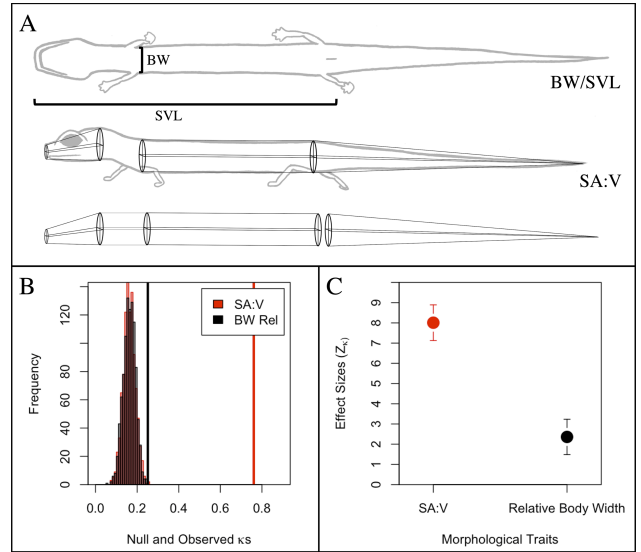 A
BW
BW/SVL
SVL
SA:V
B
SA:V
BW Rel
Frequency
0 20 40 60 80 120
0.0 0.2 0.4 0.6 0.8
Null and Observed κs
C
Effect Sizes (Zκ)
0 1 2 3 4 5 6 7 8 9
SA:V Relative Body Width
Morphological Traits